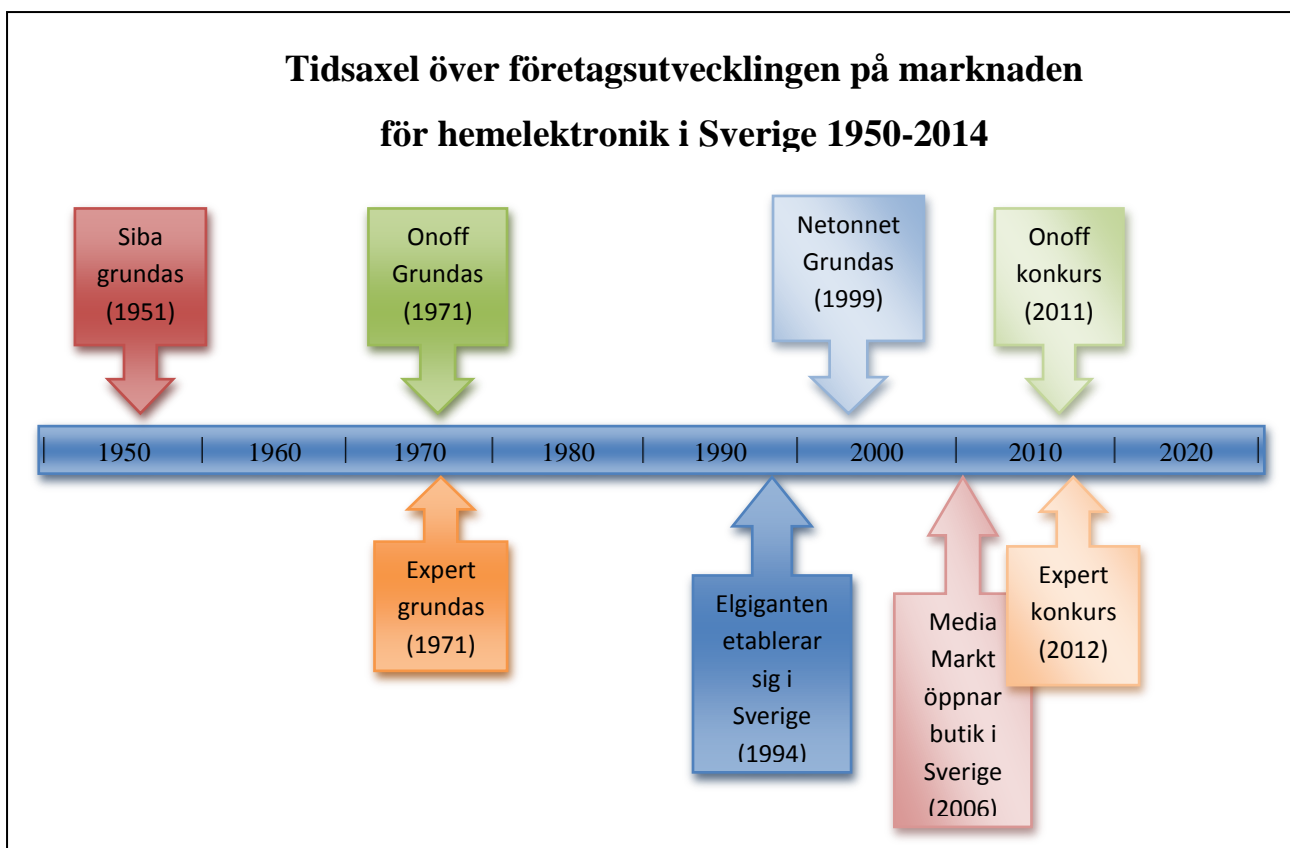 Tidsaxel över företagsutvecklingen på marknaden
för hemelektronik i Sverige 1950-2014
Siba
grundas
(1951)
Onoff
Grundas
(1971)
Netonnet
Grundas
(1999)
Onoff
konkurs
(2011)
1950 1960 1970 1980 1990 2000 2010 2020
Expert
grundas
(1971)
Elgiganten
etablerar
sig i
Sverige
(1994)
Media
Markt
öppnar
butik i
Sverige
(2006)
Expert
konkurs
(2012)